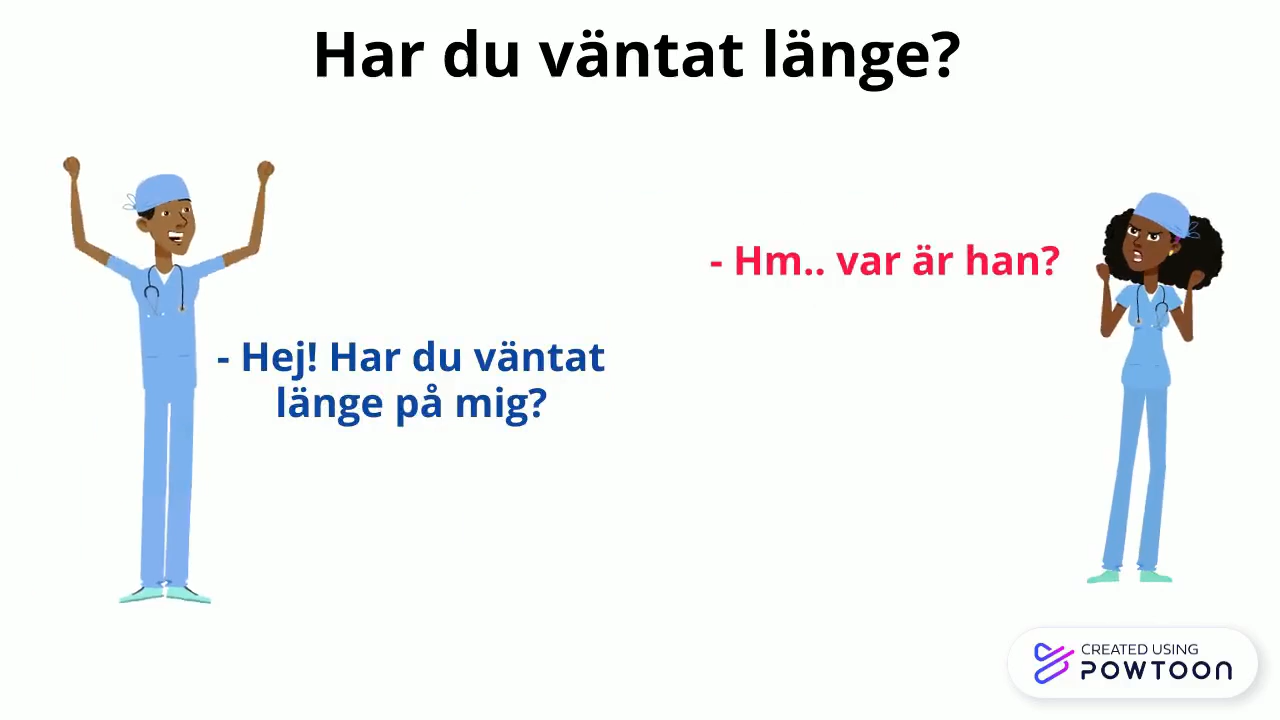 Har du väntat länge?
- Hm.. var är han?
- Hej! Har du väntat
länge på mig?
CREATED USING
POWTOON